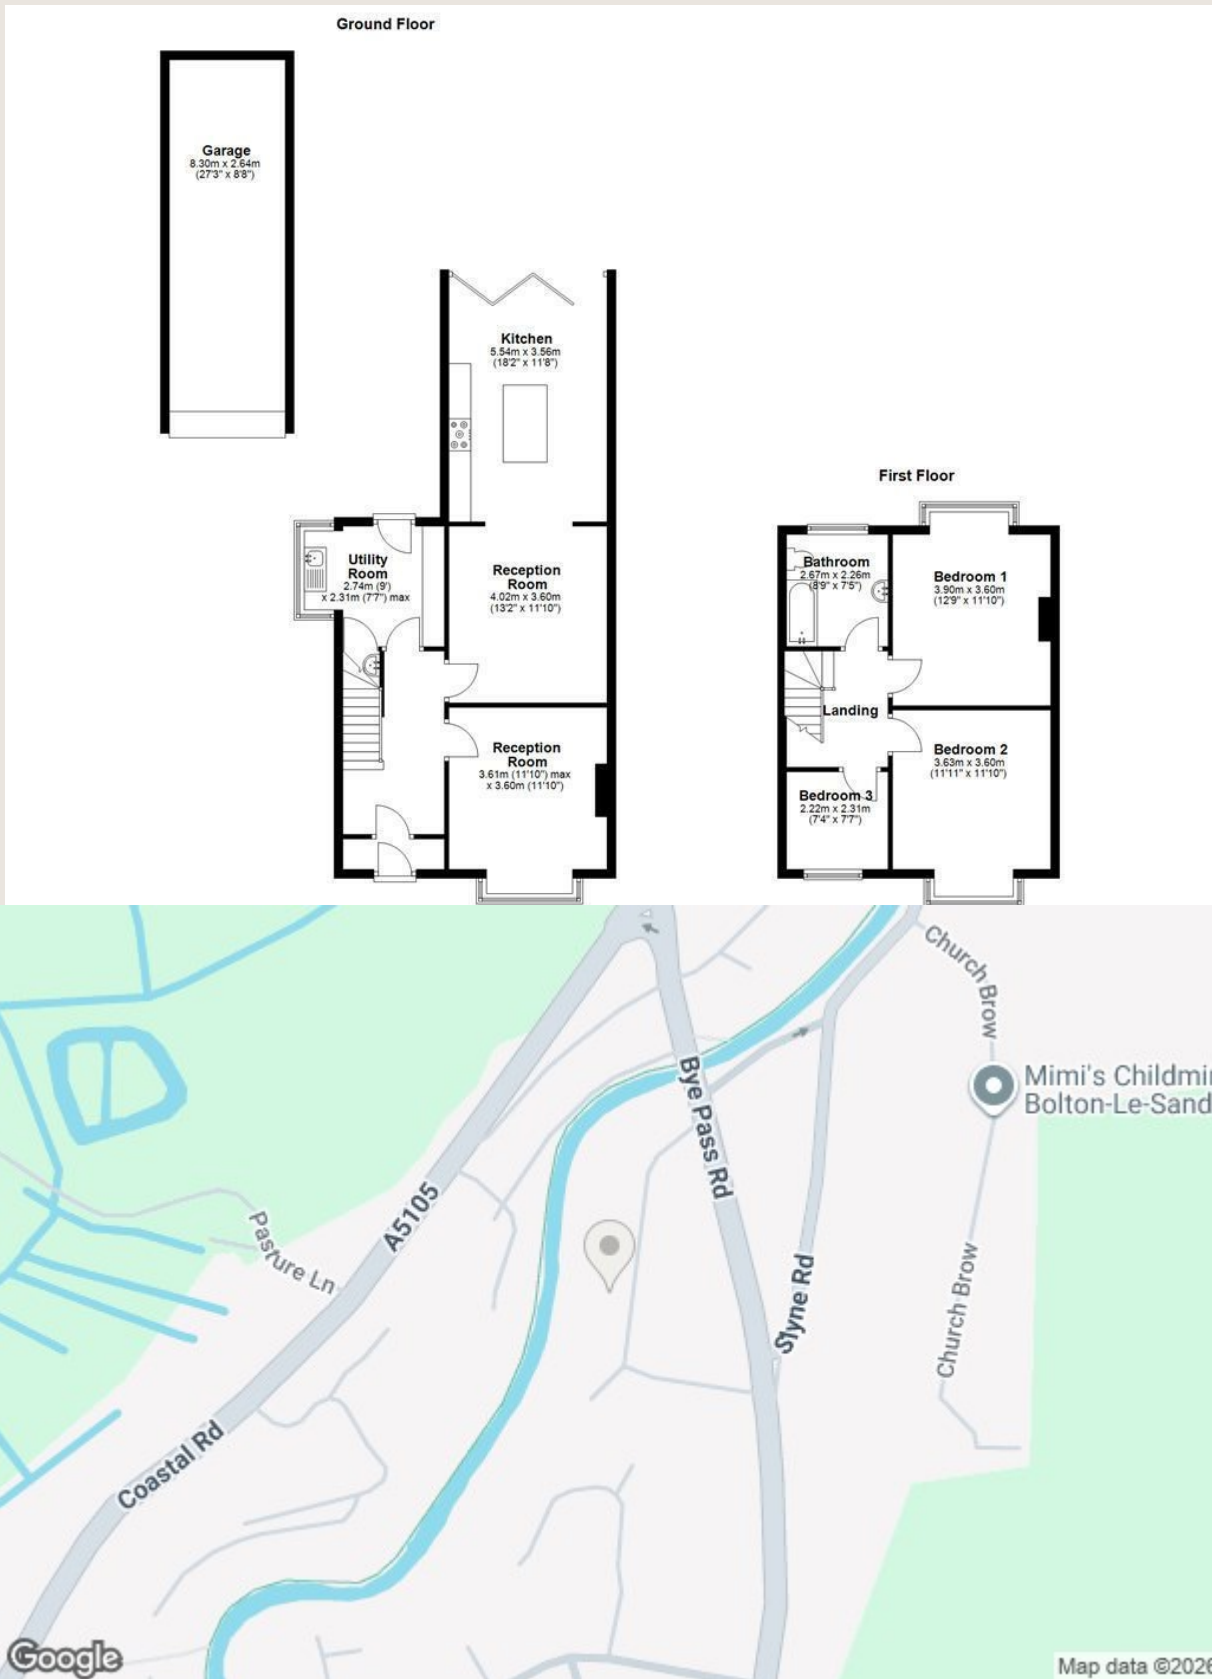 Ground Floor
Garage
8.30m x 2.64m
(27'3" x 8'8")
Kitchen
5.54m x 3.56m
(18'2" x 11'8")
Utility
Room
2.74m (9')
x 2.31m (7'7") max
Reception
Room
4.02m x 3.60m
(13'2" x 11'10")
Reception
Room
3.61m (11'10") max
x 3.60m (11'10")
First Floor
Bathroom
2.67m x 2.26m
(8'9" x 7'5")
Bedroom 1
3.90m x 3.60m
(12'9" x 11'10")
Landing
Bedroom 2
3.63m x 3.60m
(11'11" x 11'10")
Bedroom 3
2.22m x 2.31m
(7'4" x 7'7")
Church Brow
Mimi's Childmi
Bolton-Le-Sand
Bye Pass Rd
A5105
Pasture Ln
Slyne Rd
Church Brow
Coastal Rd
Google
Map data ©2026